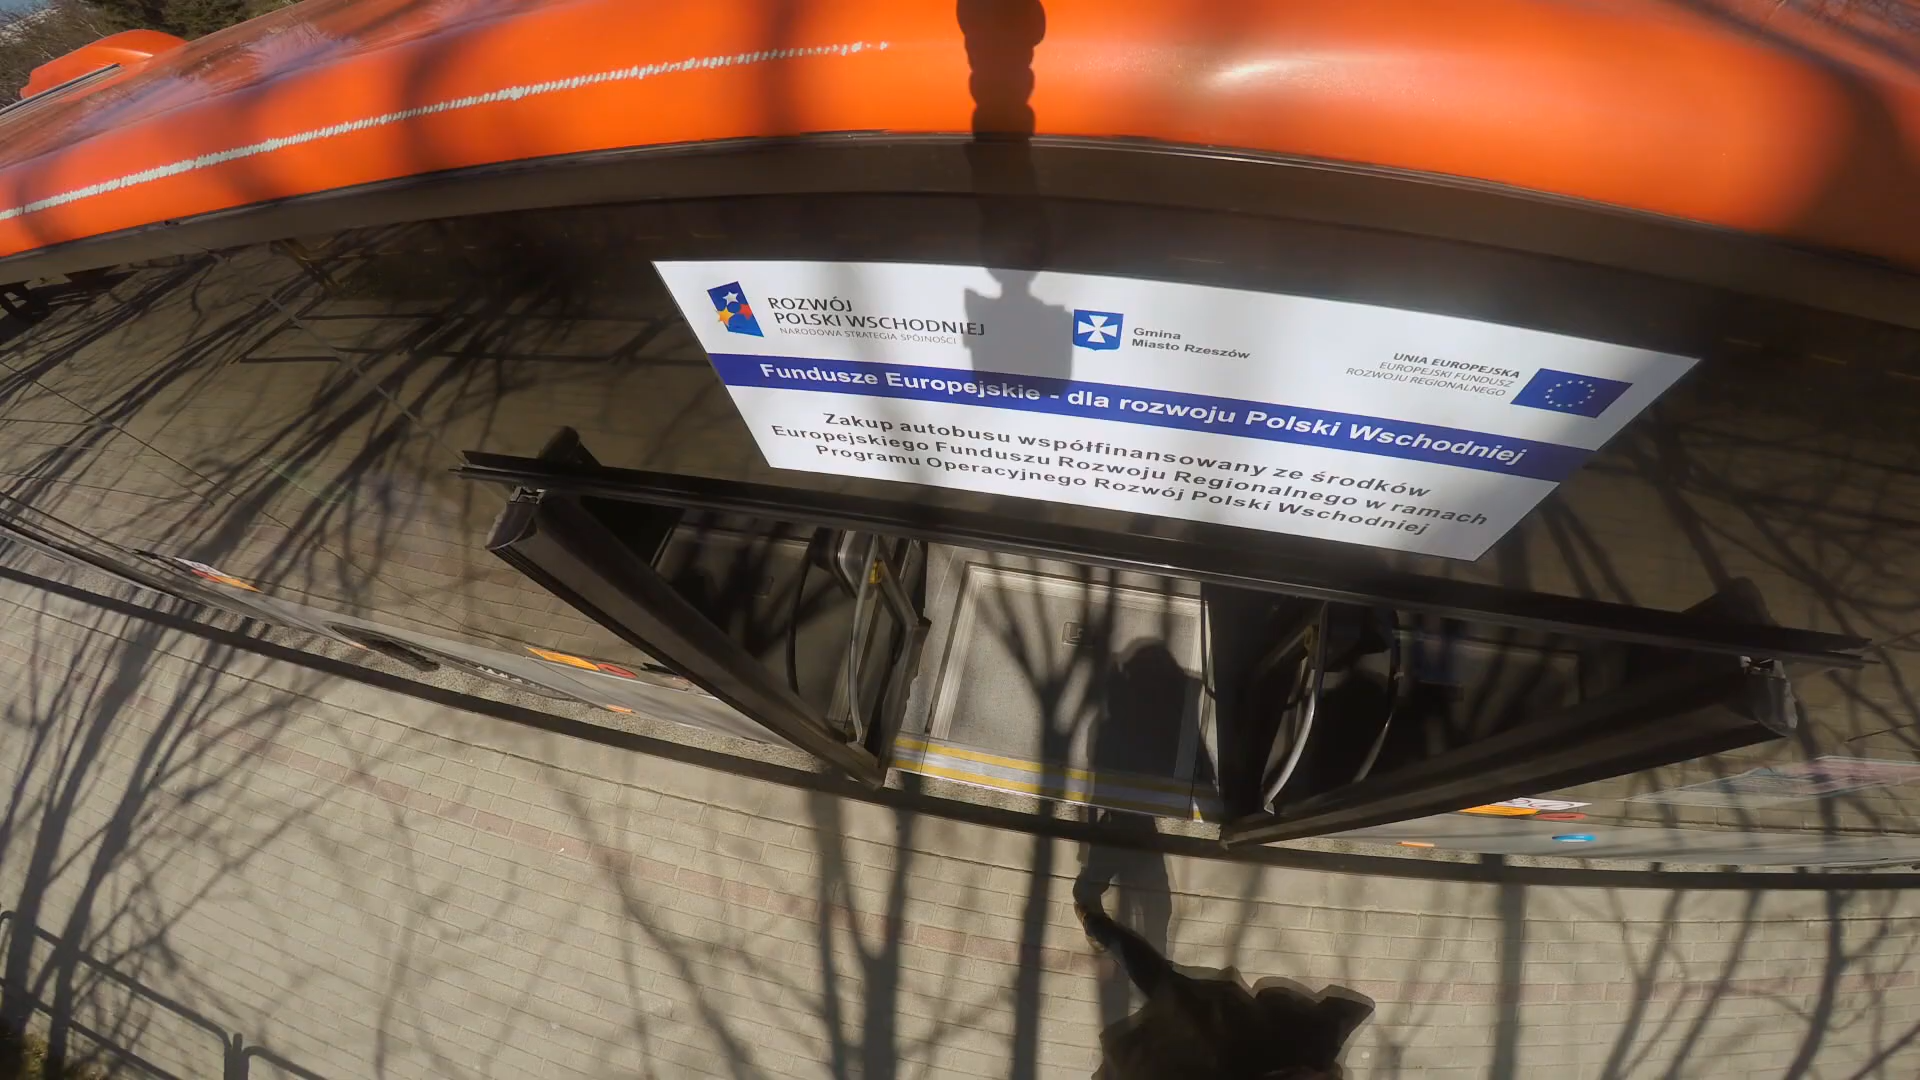 ROZWÓJ
POLSKI WSCHODNIEJ
NARODOWA STRATEGIA SPÓJNOŚCI
Gmina
Miasto Rzeszów
UNIA EUROPEJSKA
EUROPEJSKI FUNDUSZ
ROZWOJU REGIONALNEGO
Fundusze Europejskie - dla rozwoju Polski Wschodniej
Zakup autobusu współfinansowany ze środków
Europejskiego Funduszu Rozwoju Regionalnego w ramach
Programu Operacyjnego Rozwój Polski Wschodniej